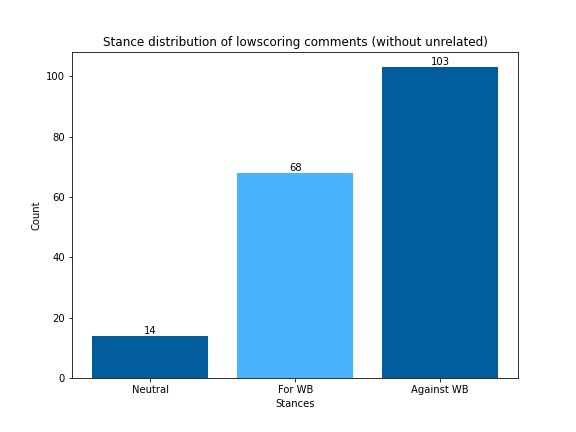 Stance distribution of lowscoring comments (without unrelated)
103
100
80
68
60
40
20
14
0
Count
Neutral
For WB
Against WB
Stances